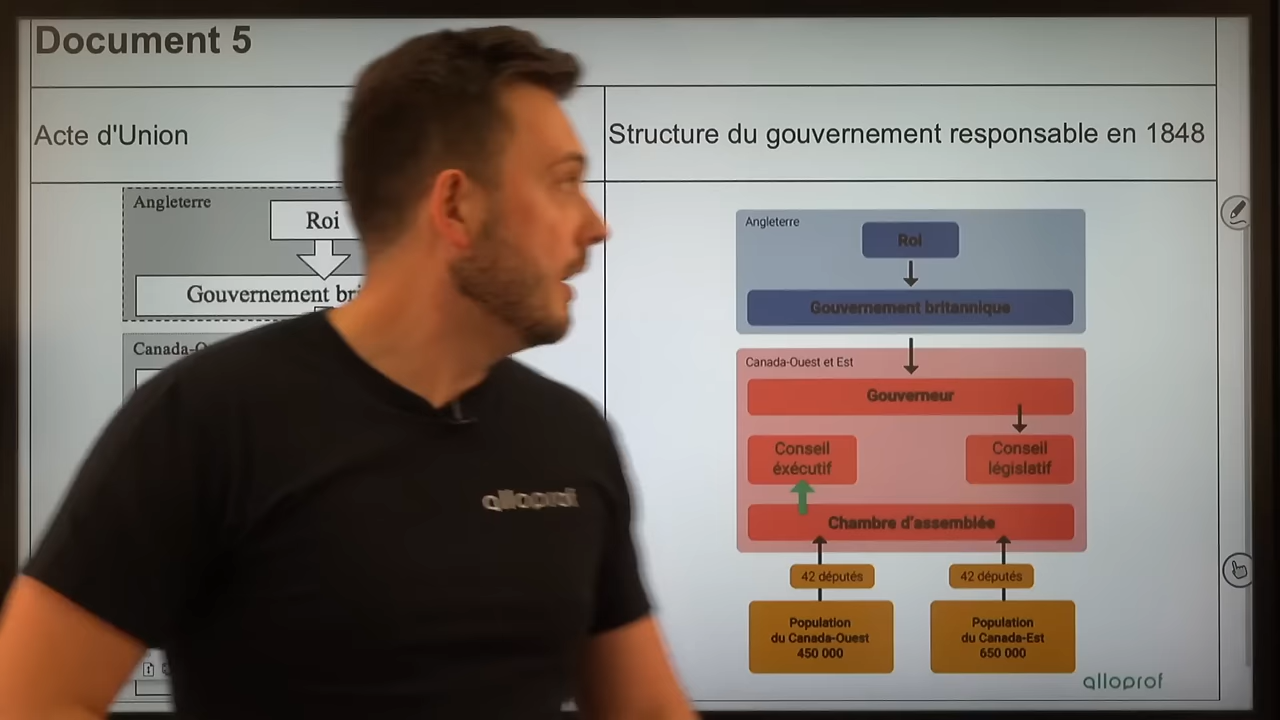 Document 5
Acte d'Union
Structure du gouvernement responsable en 1848
Angleterre
Roi
Gouvernement
Angleterre
Roi
Gouvernement britannique
Canada-Ouest et Est
Gouverneur
Conseil
éxécutif
Conseil
législatif
Chambre d'assemblée
42 députés
42 députés
Population
du Canada-Ouest
450 000
Population
du Canada-Est
650 000
alloprof
alloprof